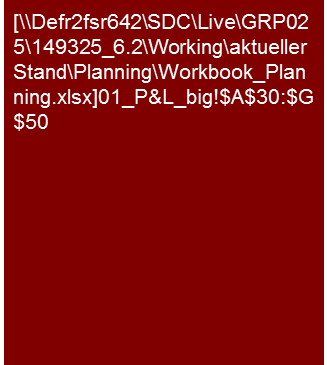 [\\Defr2fsr642\SDC\Live\GRP02
5\149325_6.2\Working\aktueller
Stand\Planning\Workbook_Plan
ning.xlsx]01_P&L_big!$A$30:$G
$50